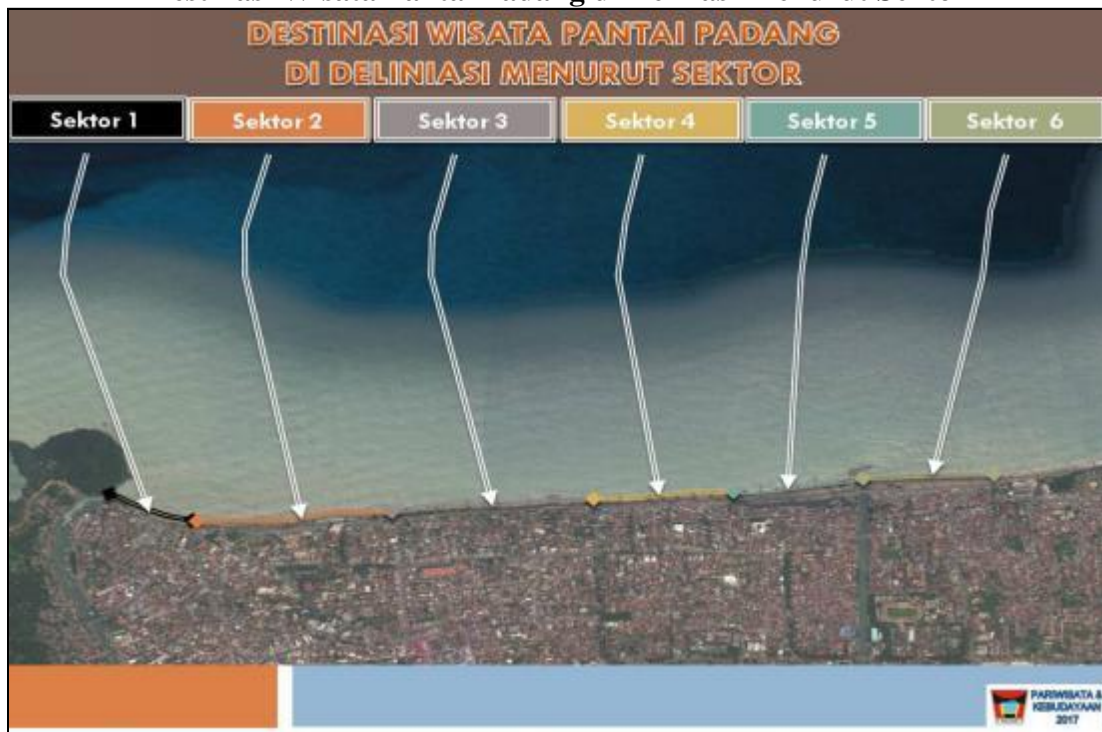 DESTINASI WISATA PANTAI PADANG
DI DELINIASI MENURUT SEKTOR
Sektor 1
Sektor 2
Sektor 3
Sektor 4
Sektor 5
Sektor 6
PARIWISATA &
KEBUDAYAAN
2017